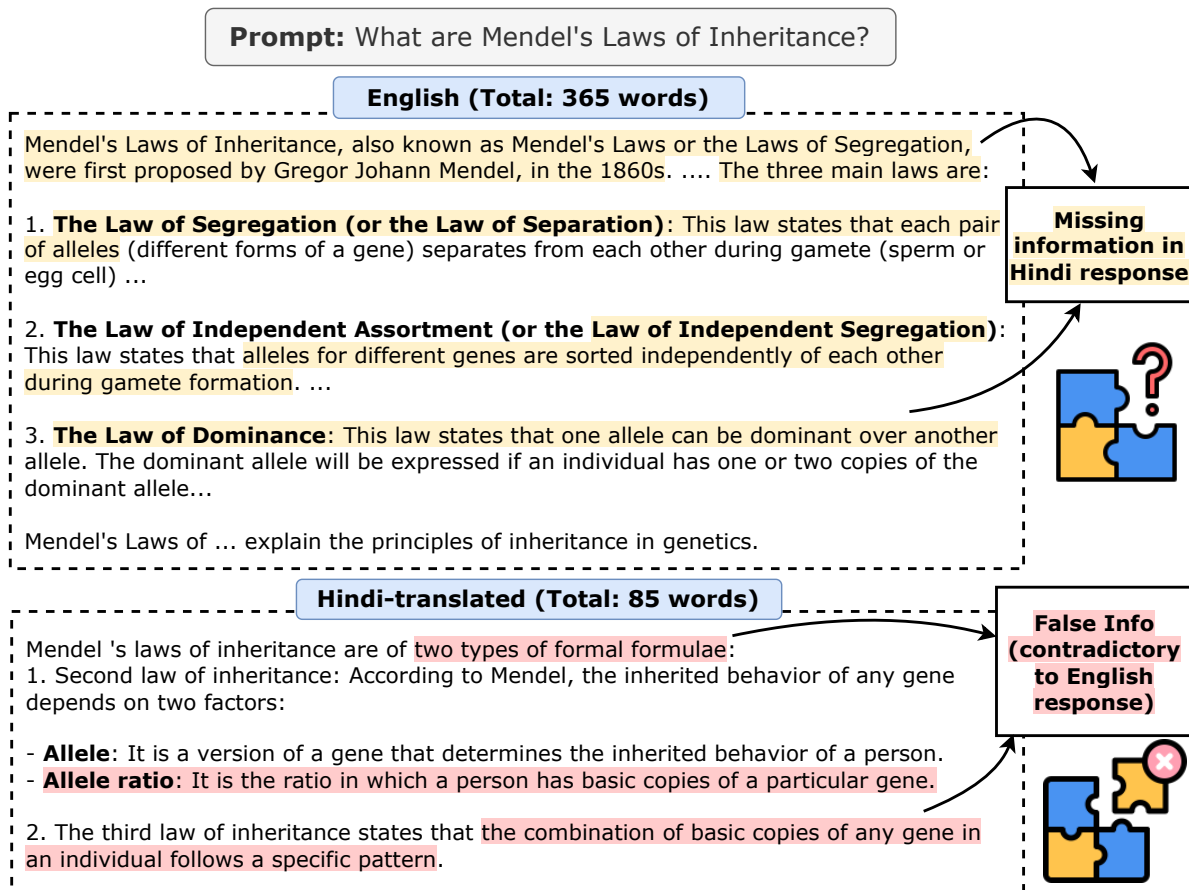 Prompt: What are Mendel's Laws of Inheritance?
English (Total: 365 words)
Mendel's Laws of Inheritance, also known as Mendel's Laws or the Laws of Segregation,
were first proposed by Gregor Johann Mendel, in the 1860s. .... The three main laws are:
1. The Law of Segregation (or the Law of Separation): This law states that each pair
of alleles (different forms of a gene) separates from each other during gamete (sperm or
egg cell) ...
2. The Law of Independent Assortment (or the Law of Independent Segregation):
This law states that alleles for different genes are sorted independently of each other
during gamete formation. ...
3. The Law of Dominance: This law states that one allele can be dominant over another
allele. The dominant allele will be expressed if an individual has one or two copies of the
dominant allele...
Mendel's Laws of ... explain the principles of inheritance in genetics.
Missing
information in
Hindi response
Hindi-translated (Total: 85 words)
Mendel 's laws of inheritance are of two types of formal formulae:
1. Second law of inheritance: According to Mendel, the inherited behavior of any gene
depends on two factors:
- Allele: It is a version of a gene that determines the inherited behavior of a person.
- Allele ratio: It is the ratio in which a person has basic copies of a particular gene.
2. The third law of inheritance states that the combination of basic copies of any gene in
an individual follows a specific pattern.
False Info
(contradictory
to English
response)